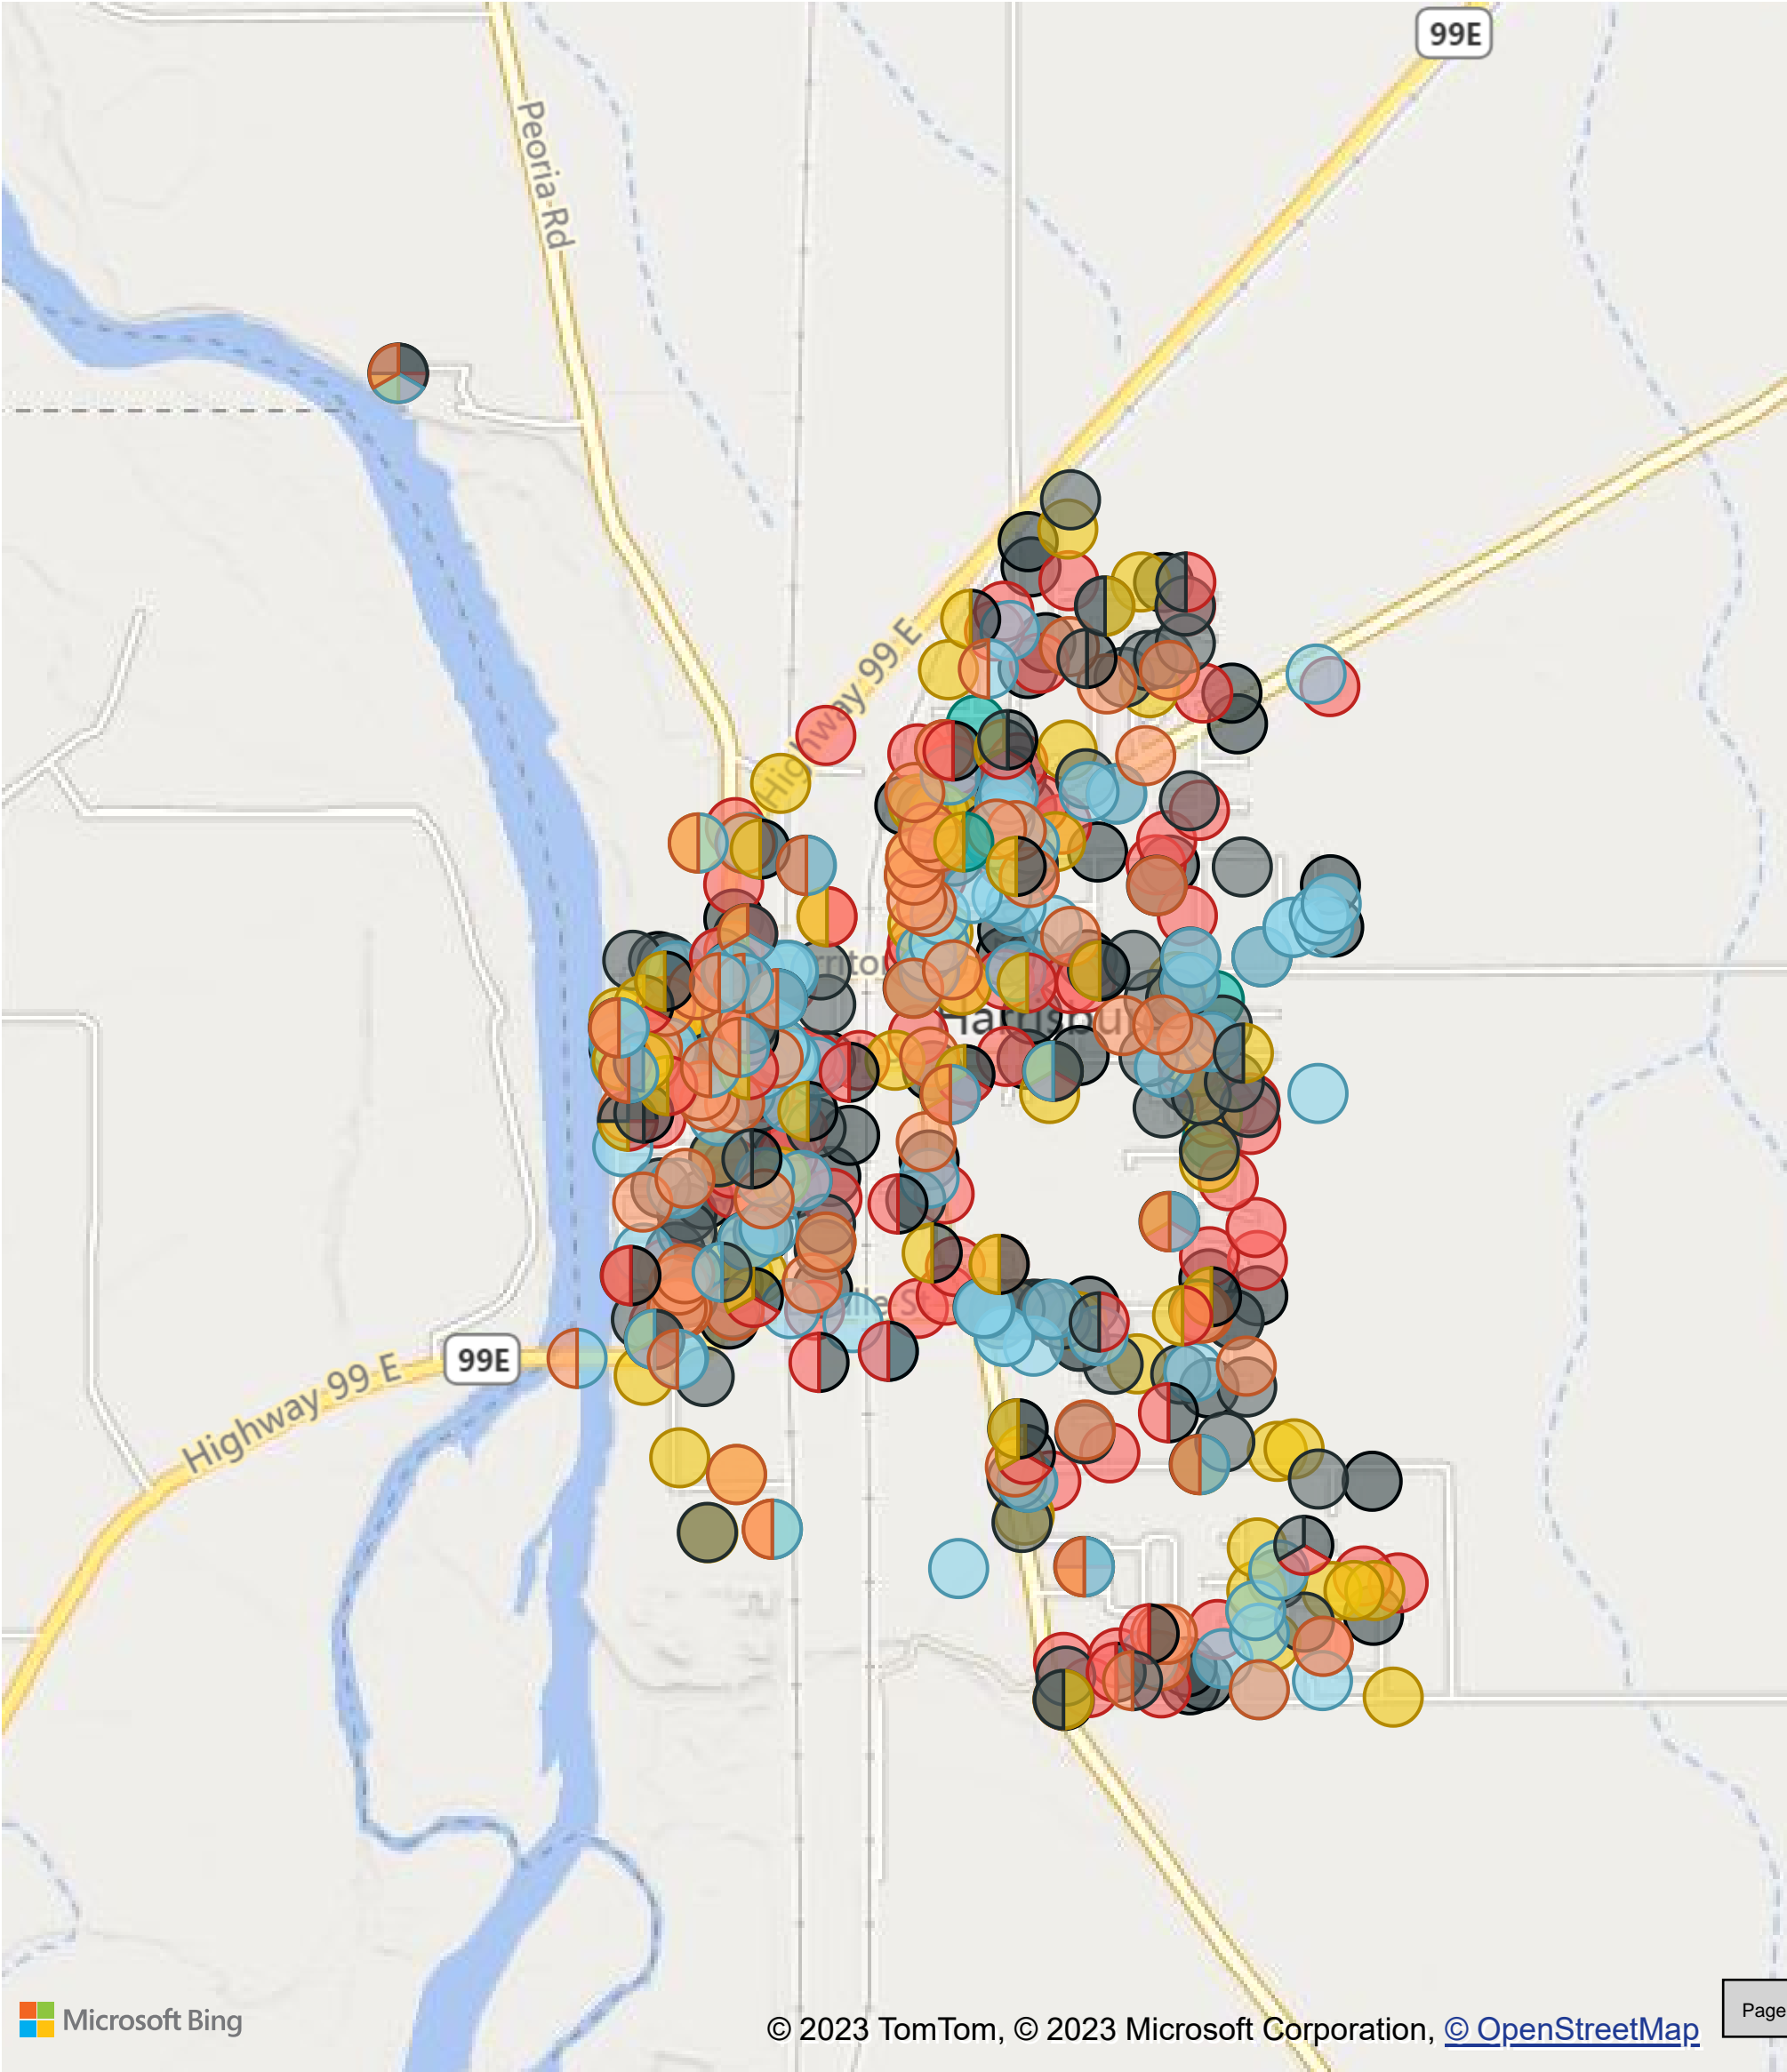 99E
Peoria Rd
Highway 99 E
99E
Highway 99 E
Microsoft Bing
© 2023 TomTom, © 2023 Microsoft Corporation, © OpenStreetMap
Page